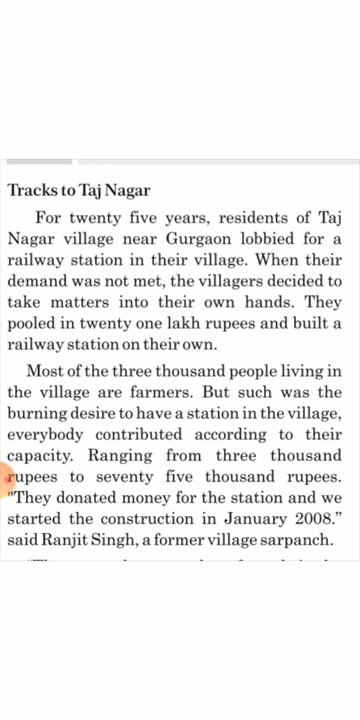 Tracks to Taj Nagar
For twenty five years, residents of Taj
Nagar village near Gurgaon lobbied for a
railway station in their village. When their
demand was not met, the villagers decided to
take matters into their own hands. They
pooled in twenty one lakh rupees and built a
railway station on their own.
Most of the three thousand people living in
the village are farmers. But such was the
burning desire to have a station in the village,
everybody contributed according to their
capacity. Ranging from three thousand
rupees to seventy five thousand rupees.
"They donated money for the station and we
started the construction in January 2008.”
said Ranjit Singh, a former village sarpanch.